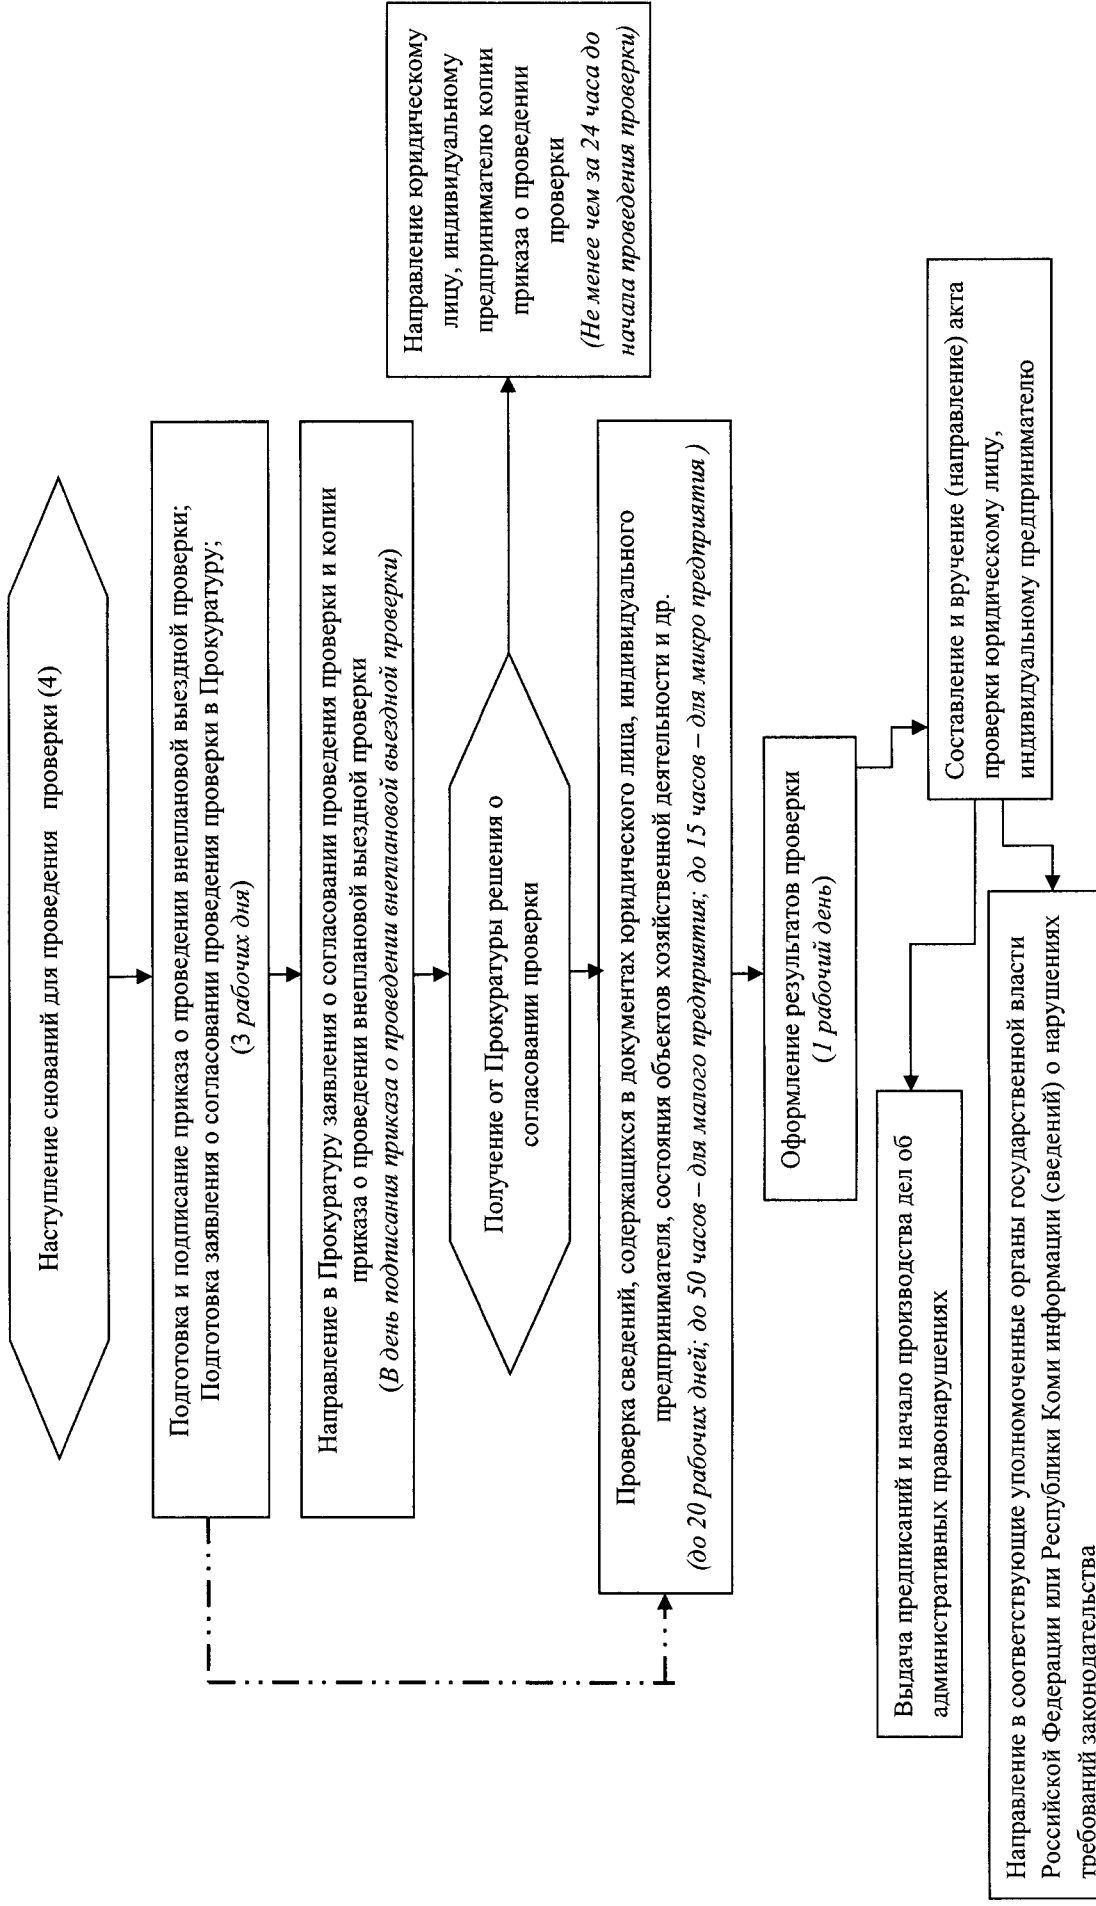 Наступление снований для проведения проверки (4)
Подготовка и подписание приказа о проведении внеплановой выездной проверки;
Подготовка заявления о согласовании проведения проверки в Прокуратуру;
(3 рабочих дня)
Направление в Прокуратуру заявления о согласовании проведения проверки и копии
приказа о проведении внеплановой выездной проверки
(В день подписания приказа о проведении внеплановой выездной проверки)
Получение от Прокуратуры решения о
согласовании проверки
Направление юридическому
лицу, индивидуальному
предпринимателю копии
приказа о проведении
проверки
(Не менее чем за 24 часа до
начала проведения проверки)
Проверка сведений, содержащихся в документах юридического лица, индивидуального
предпринимателя, состояния объектов хозяйственной деятельности и др.
(до 20 рабочих дней; до 50 часов – для малого предприятия; до 15 часов – для микро предприятия)
Оформление результатов проверки
(1 рабочий день)
Составление и вручение (направление) акта
проверки юридическому лицу,
индивидуальному предпринимателю
Выдача предписаний и начало производства дел об
административных правонарушениях
Направление в соответствующие уполномоченные органы государственной власти
Российской Федерации или Республики Коми информации (сведений) о нарушениях
требований законодательства